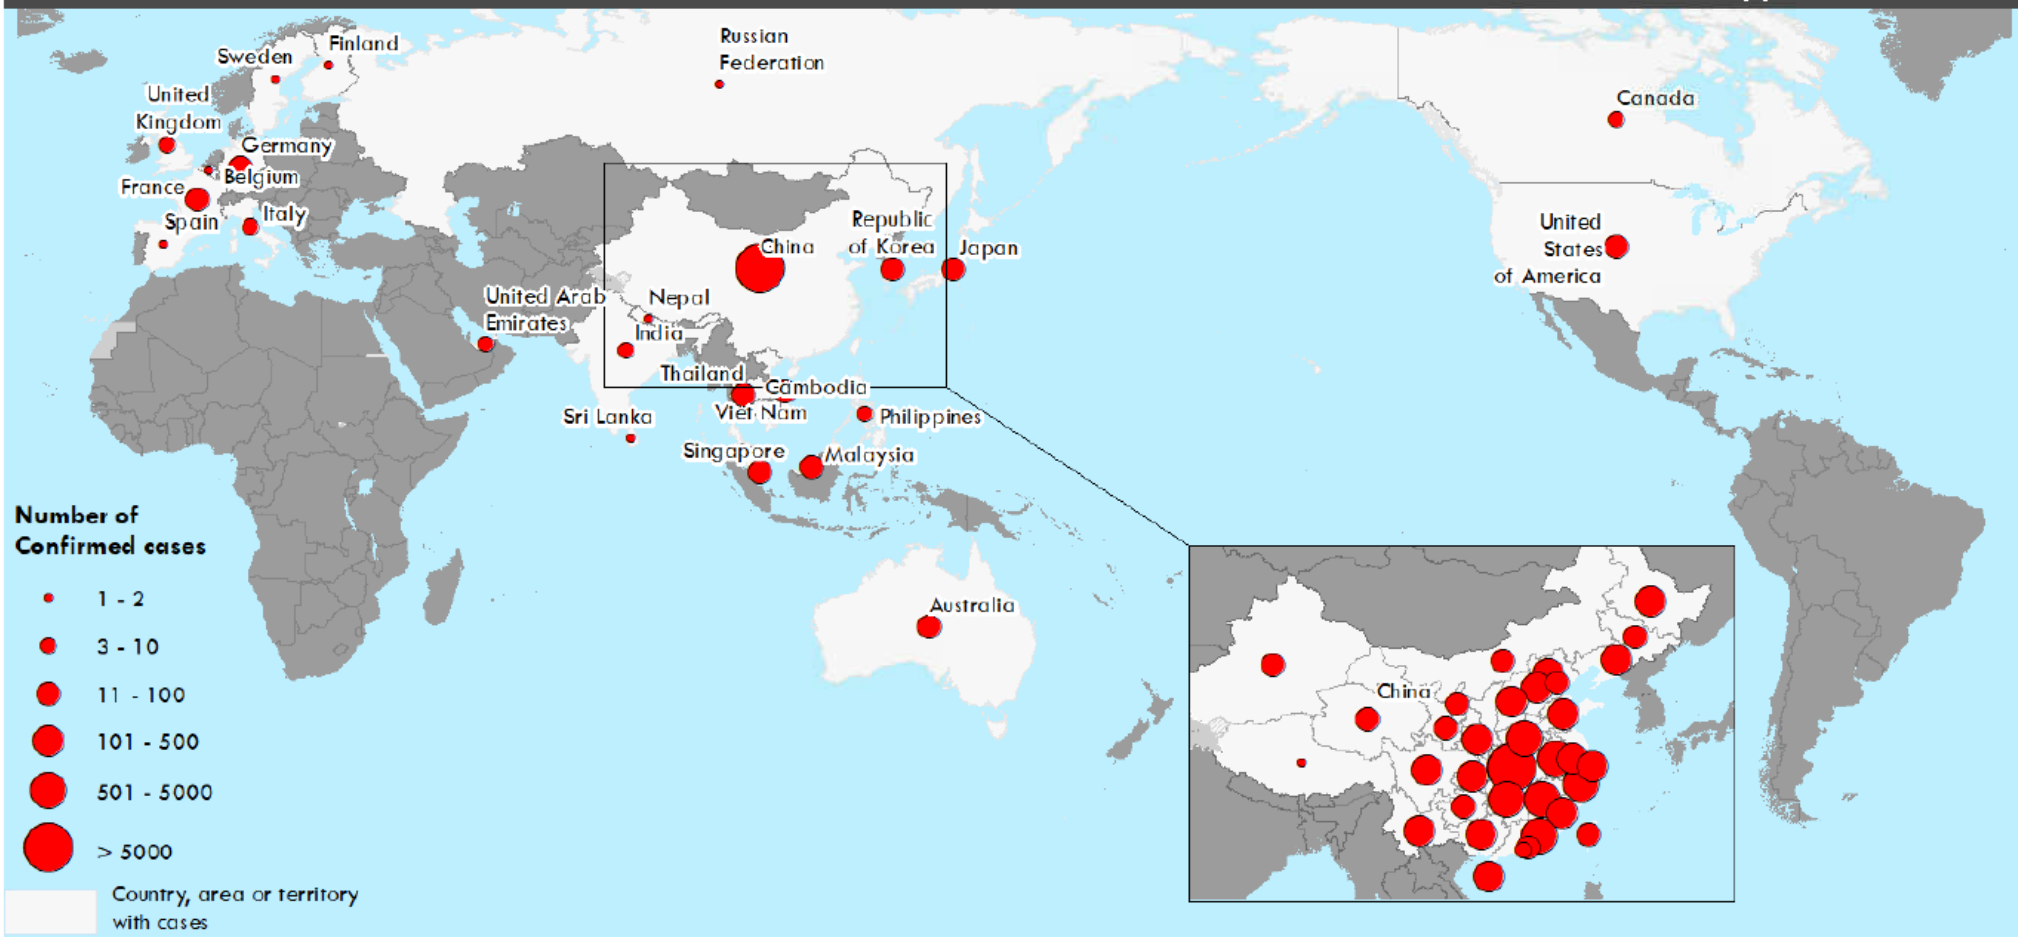 Sweden
Finland
Russian
Federation
United
Kingdom
Canada
Germany
Belgium
France
Spain
Italy
Republic
of Korea
China
Japan
United
States
of America
United Arab
Emirates
Nepal
India
Thailand
Cambodia
Viet Nam
Sri Lanka
Philippines
Singapore
Malaysia
Australia
China
Number of
Confirmed cases
1 - 2
3 - 10
11 - 100
101 - 500
501 - 5000
> 5000
Country, area or territory
with cases